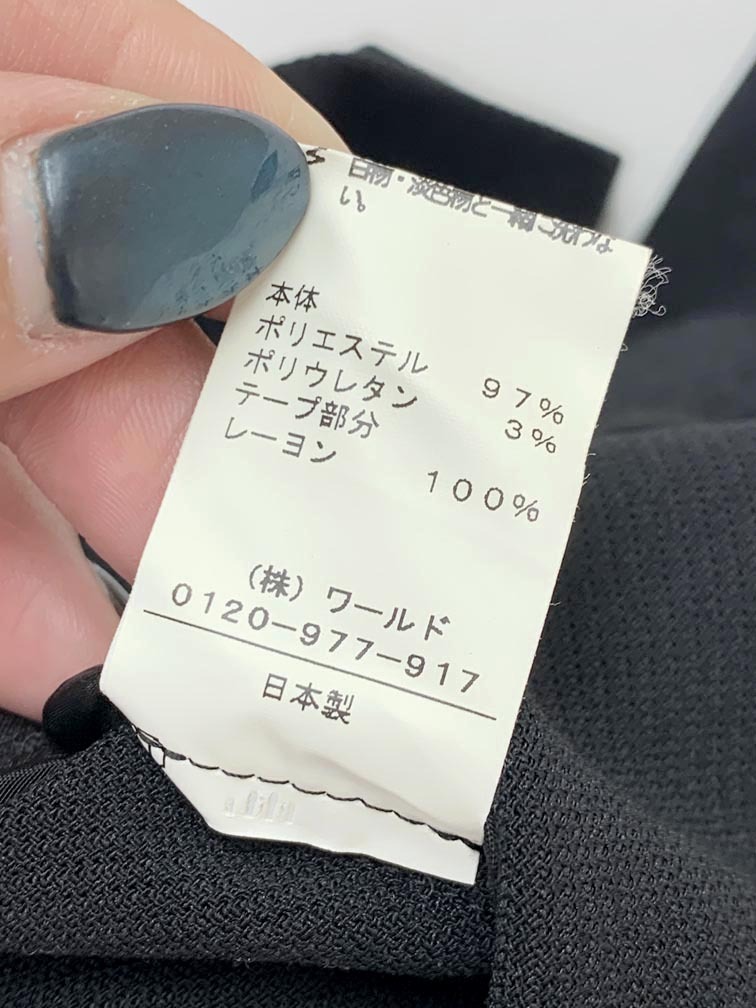 白物・淡色物と一緒に洗わな
い。
本体
ポリエステル 97%
ポリウレタン 3%
テープ部分
レーヨン 100%
(株)ワールド
0120-977-917
日本製